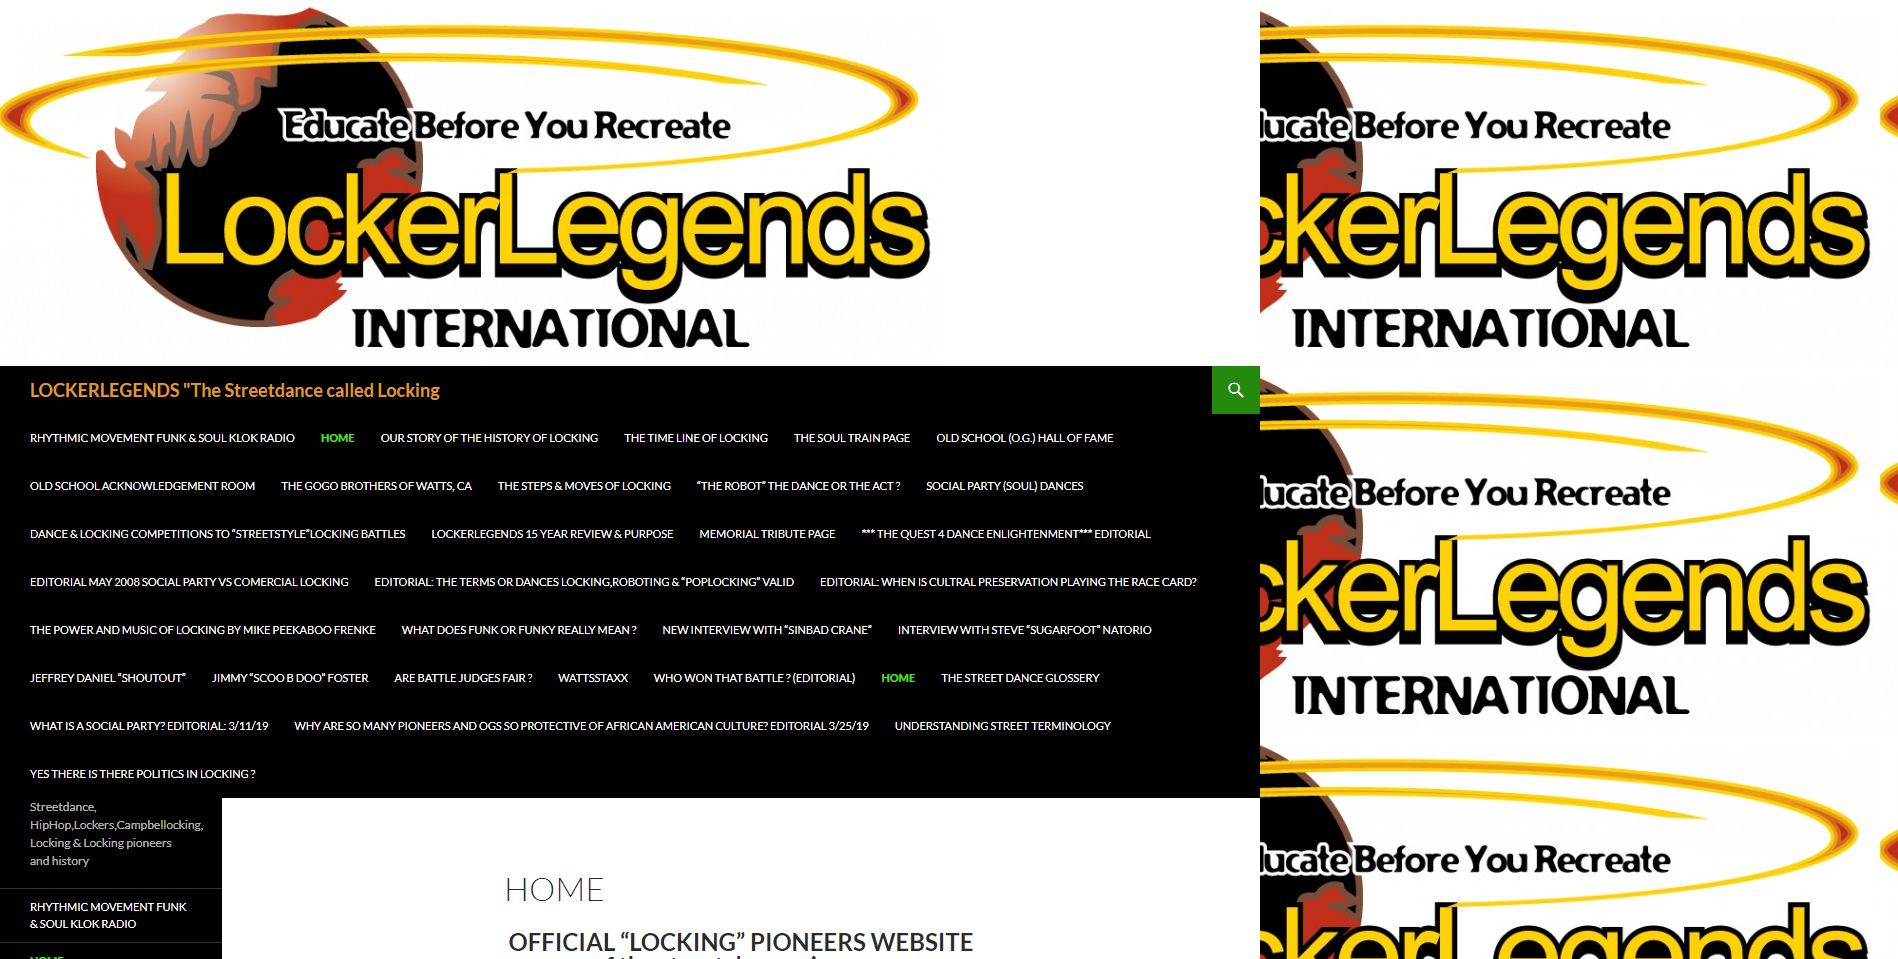 Educate Before You Recreate
LockerLegends
INTERNATIONAL
ucate Before You Recreate
ckerLegends
INTERNATIONAL
LOCKERLEGENDS "The Streetdance called Locking
RHYTHMIC MOVEMENT FUNK & SOUL KLOK RADIO HOME OUR STORY OF THE HISTORY OF LOCKING THE TIME LINE OF LOCKING THE SOUL TRAIN PAGE OLD SCHOOL (O.G.) HALL OF FAME
OLD SCHOOL ACKNOWLEDGEMENT ROOM THE GOGO BROTHERS OF WATTS, CA THE STEPS & MOVES OF LOCKING “THE ROBOT” THE DANCE OR THE ACT ? SOCIAL PARTY (SOUL) DANCES
DANCE & LOCKING COMPETITIONS TO “STREETSTYLE”LOCKING BATTLES LOCKERLEGENDS 15 YEAR REVIEW & PURPOSE MEMORIAL TRIBUTE PAGE *** THE QUEST 4 DANCE ENLIGHTENMENT*** EDITORIAL
EDITORIAL MAY 2008 SOCIAL PARTY VS COMERCIAL LOCKING EDITORIAL: THE TERMS OR DANCES LOCKING,ROBOTING & “POPLOCKING” VALID EDITORIAL: WHEN IS CULTRAL PRESERVATION PLAYING THE RACE CARD?
THE POWER AND MUSIC OF LOCKING BY MIKE PEEKABOO FRENKE WHAT DOES FUNK OR FUNKY REALLY MEAN ? NEW INTERVIEW WITH “SINBAD CRANE” INTERVIEW WITH STEVE “SUGARFOOT” NATORIO
JEFFREY DANIEL “SHOUTOUT” JIMMY “SCOO B DOO” FOSTER ARE BATTLE JUDGES FAIR ? WATTSSTAXX WHO WON THAT BATTLE ? (EDITORIAL) HOME THE STREET DANCE GLOSSERY
WHAT IS A SOCIAL PARTY? EDITORIAL: 3/11/19 WHY ARE SO MANY PIONEERS AND OGS SO PROTECTIVE OF AFRICAN AMERICAN CULTURE? EDITORIAL 3/25/19 UNDERSTANDING STREET TERMINOLOGY
YES THERE IS THERE POLITICS IN LOCKING ?
ucate Before You Recreate
ckerLegends
INTERNATIONAL
Streetdance,
HipHop,Lockers,Campbellocking,
Locking & Locking pioneers
and history
RHYTHMIC MOVEMENT FUNK
& SOUL KLOK RADIO
HOME
HOME
OFFICIAL “LOCKING” PIONEERS WEBSITE
ucate Before You Recreate
ckerLegends